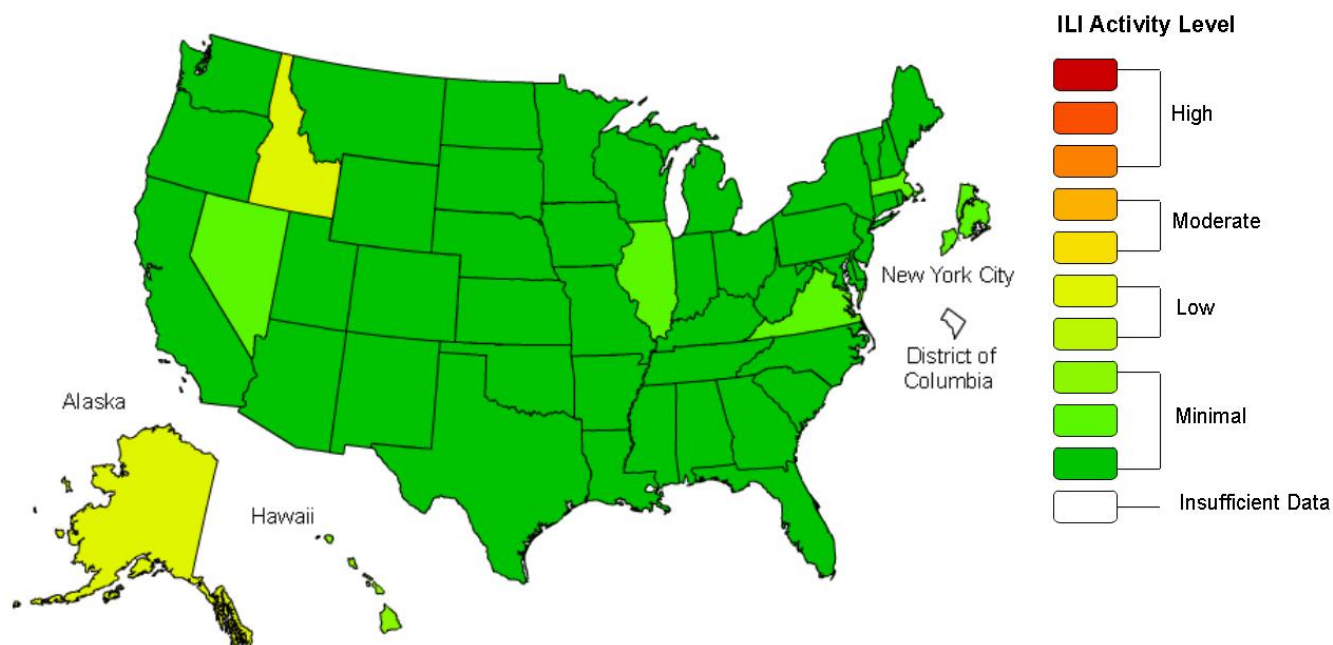 ILI Activity Level
High
Moderate
Low
Minimal
Insufficient Data
New York City
District of
Columbia
Alaska
Hawaii